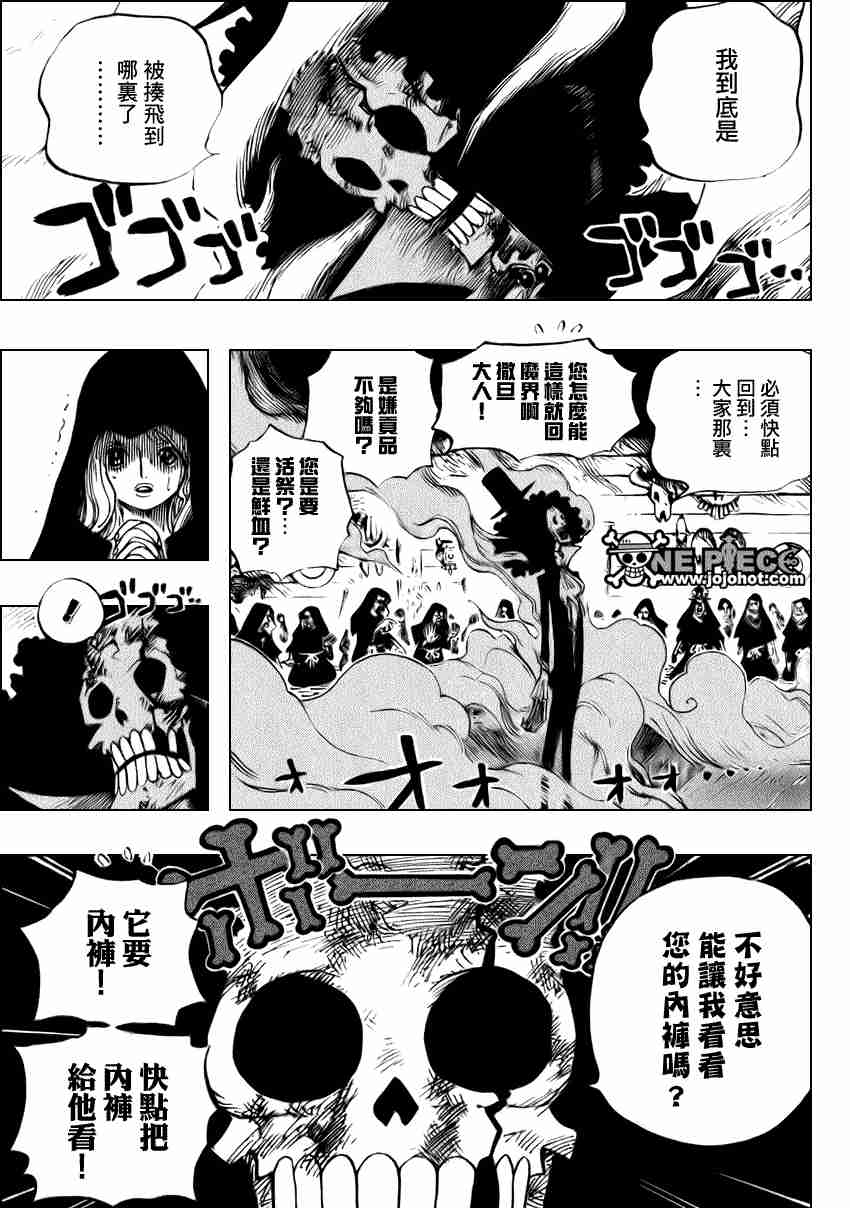 我到底是
被揍飛到
哪裏了
…………
ゴゴゴゴ…
ゴゴゴ…
必須快點
回到…
大家那裏
…
您怎麼能
這樣就回
魔界啊
撒旦
大人！
是嫌貢品
不夠嗎？
您是要
活祭？…
還是鮮血？
ONE PIECE
www.jojohot.com
オオオオ
！
ゴゴゴゴ…
ボボーン!!
不好意思
能讓我看看
您的內褲嗎？
它要
內褲！
快點把
內褲
給他看！